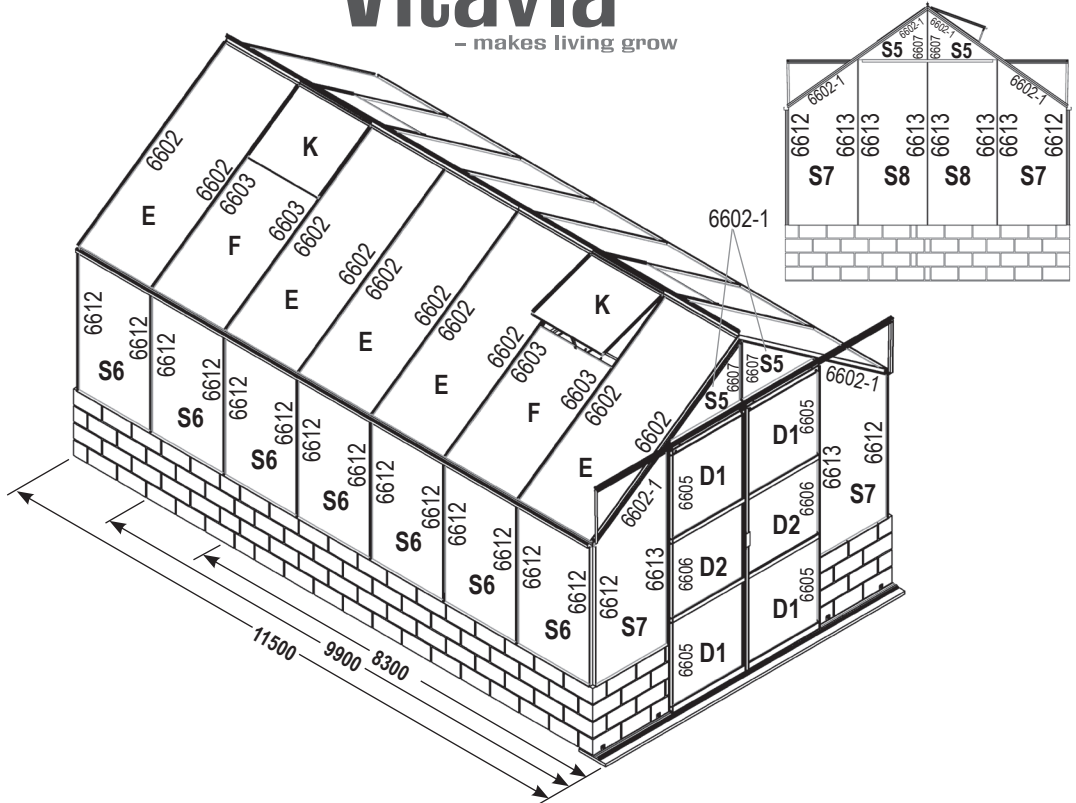 Vitavia
– makes living grow
6602-1 6602-1
S5 6607 6607 S5
6602-1 6602-1
6612 6613 6613 6613 6613 6613 6613 6612
S7 S8 S8 S7
6602-1
6602 6602 K
E 6603 6603
F 6602
6602 6602
E
6602 6602
E
6602 K
6603
E 6603
F 6602
6602
E
S5 6607 6607 S5
6602-1
6602-1
6612 6612
S6
6612 6612
S6
6612 6612
S6
6612 6612
S6
6612 6612
S6
6612 6612
S6
6612 6612
S6
6612 6613
S7
6605 D1
6606 D2
6605 D1
D1 6605
D2 6606
D1 6605
6613 6612
S7
11500
9900
8300